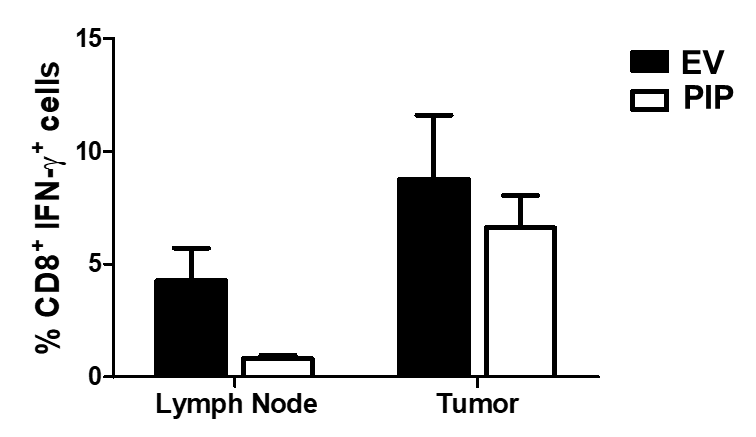 % CD8⁺ IFN-γ⁺ cells
15
10
5
0
Lymph Node
Tumor
EV
PIP